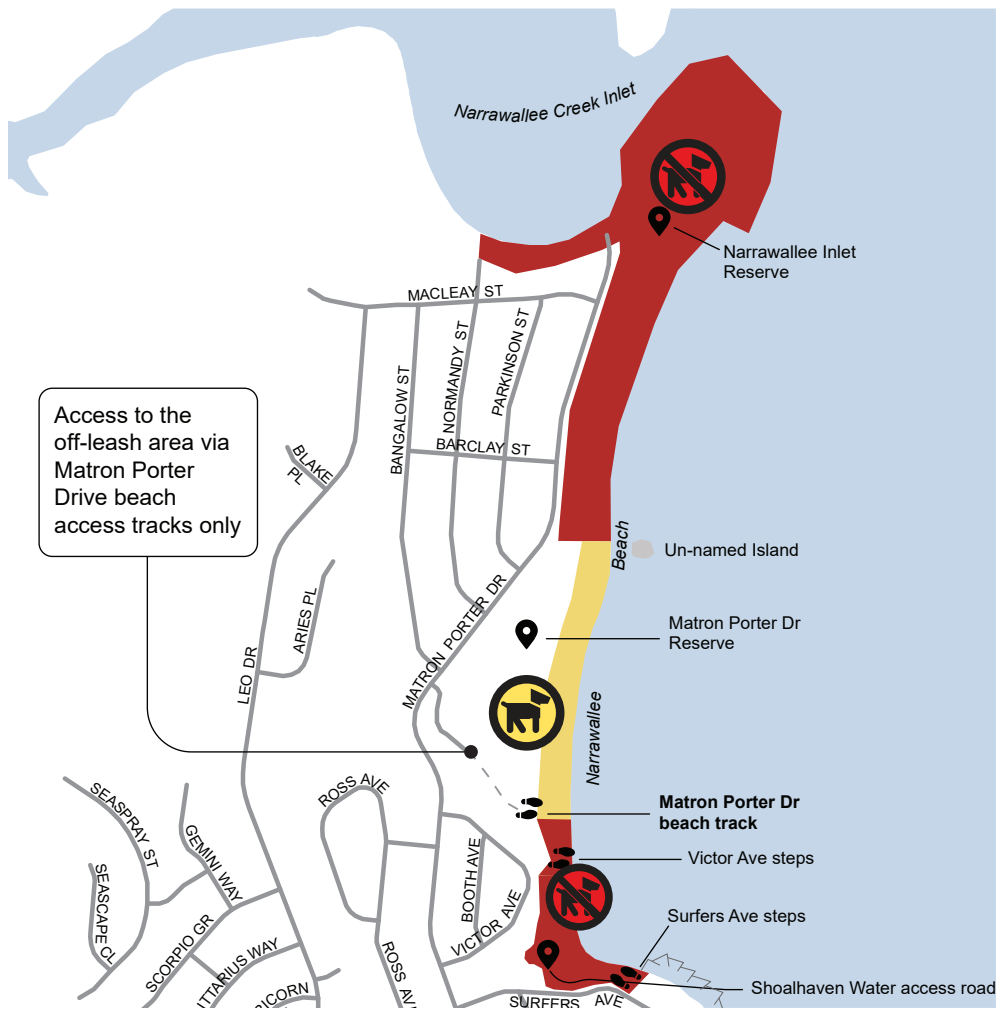 Narrawallee Creek Inlet
Narrawallee Inlet
Reserve
MACLEAY ST
NORMANDY ST
PARKINSON ST
BANGALOW ST
BARCLAY ST
Access to the
off-leash area via
Matron Porter
Drive beach
access tracks only
BLAKE
PL
Beach
Un-named Island
ARIES PL
MATRON PORTER DR
Matron Porter Dr
Reserve
LEO DR
Narrawallee
ROSS AVE
SEASPRAY ST
GEMINI WAY
Matron Porter Dr
beach track
Victor Ave steps
BOOTH AVE
SEASCAPE CL
VICTOR AVE
Surfers Ave steps
SCORPIO GR
ITTARIUS WAY
RICORN
ROSS AV
SURFERS AVE
Shoalhaven Water access road